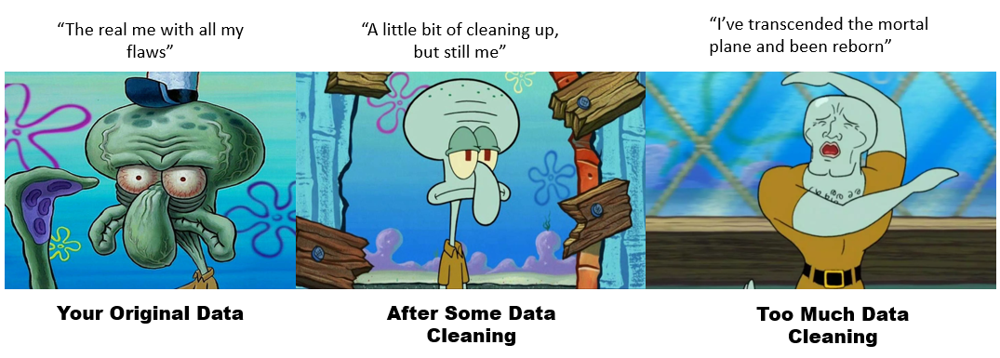 “The real me with all my
flaws”
“A little bit of cleaning up,
but still me”
“I’ve transcended the mortal
plane and been reborn”
Your Original Data
After Some Data
Cleaning
Too Much Data
Cleaning